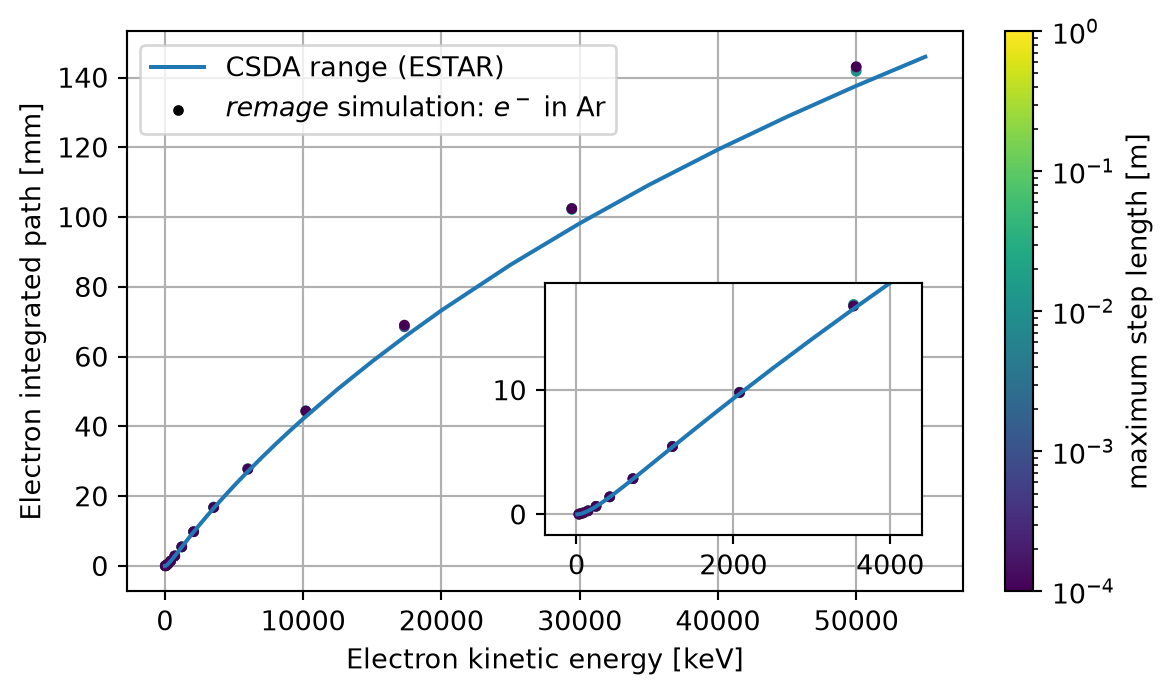 CSDA range (ESTAR)
remage simulation: e⁻ in Ar
Electron integrated path [mm]
140
120
100
80
60
40
20
0
0 10000 20000 30000 40000 50000
Electron kinetic energy [keV]
10
0
0 2000 4000
10⁰
10⁻¹
10⁻²
10⁻³
10⁻⁴
maximum step length [m]